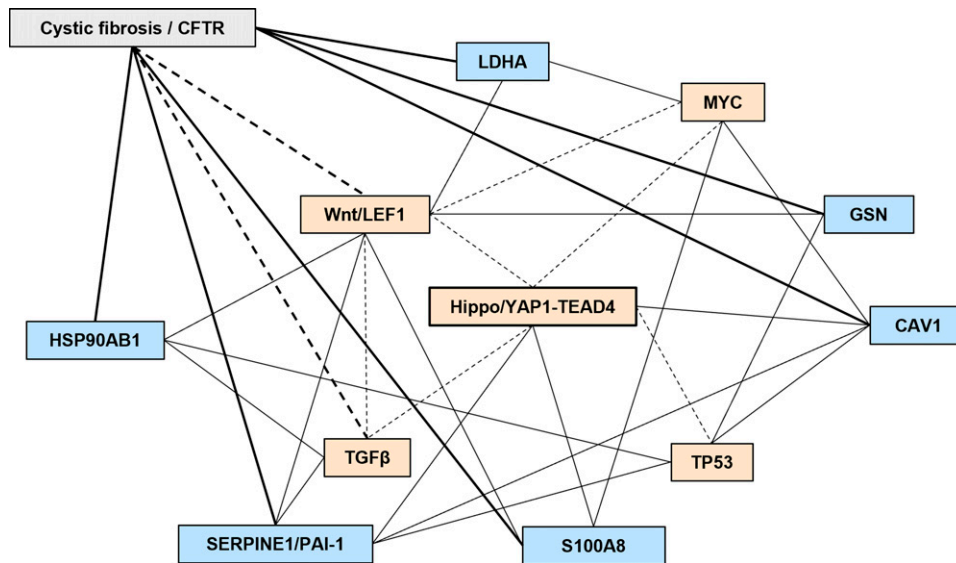 Cystic fibrosis / CFTR
LDHA
MYC
Wnt/LEF1
GSN
Hippo/YAP1-TEAD4
CAV1
HSP90AB1
TGFβ
TP53
SERPINE1/PAI-1
S100A8